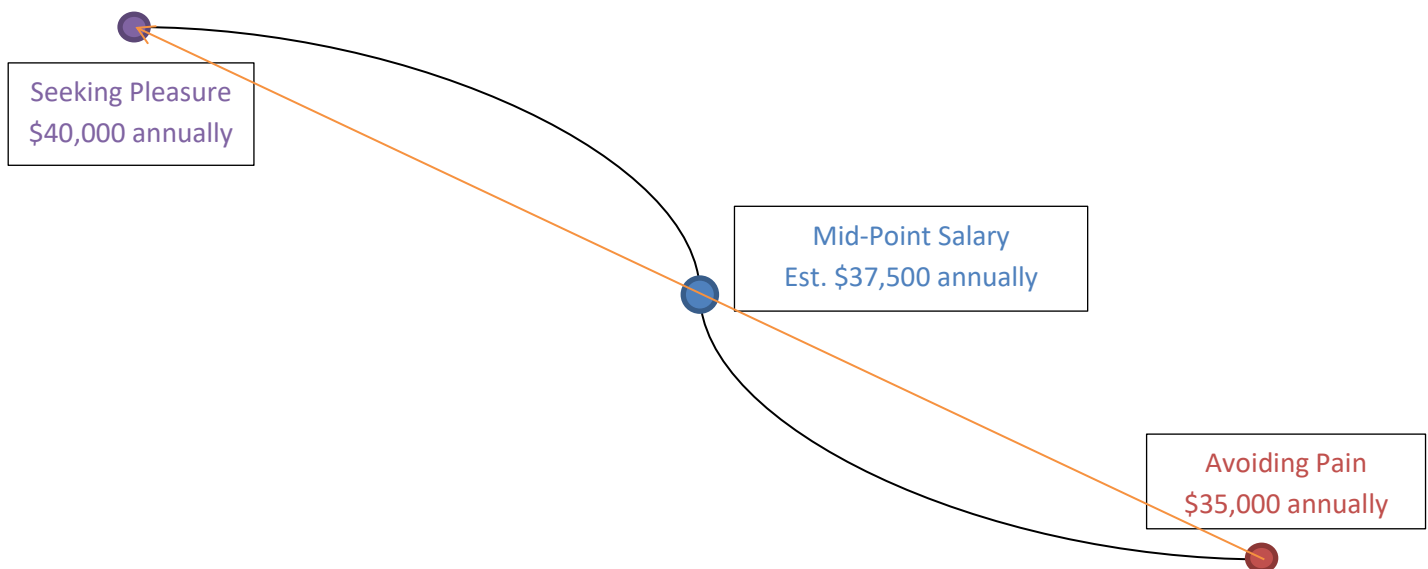 Seeking Pleasure
$40,000 annually
Mid-Point Salary
Est. $37,500 annually
Avoiding Pain
$35,000 annually